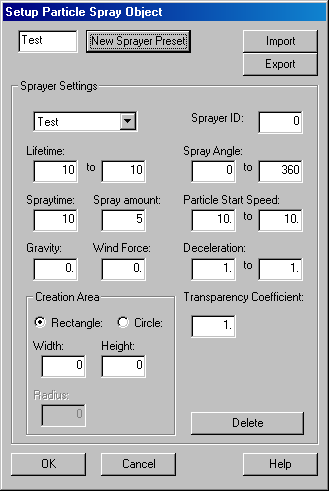 Setup Particle Spray Object
Test New Sprayer Preset Import
Export
Sprayer Settings
Test Sprayer ID: 0
Lifetime: Spray Angle:
10 to 10 0 to 360
Spraytime: Spray amount: Particle Start Speed:
10 5 10. to 10.
Gravity: Wind Force: Deceleration:
0. 0. 1. to 1.
Creation Area Transparency Coefficient:
Rectangle: Circle: 1.
Width: Height:
0 0
Radius:
0
Delete
OK Cancel Help